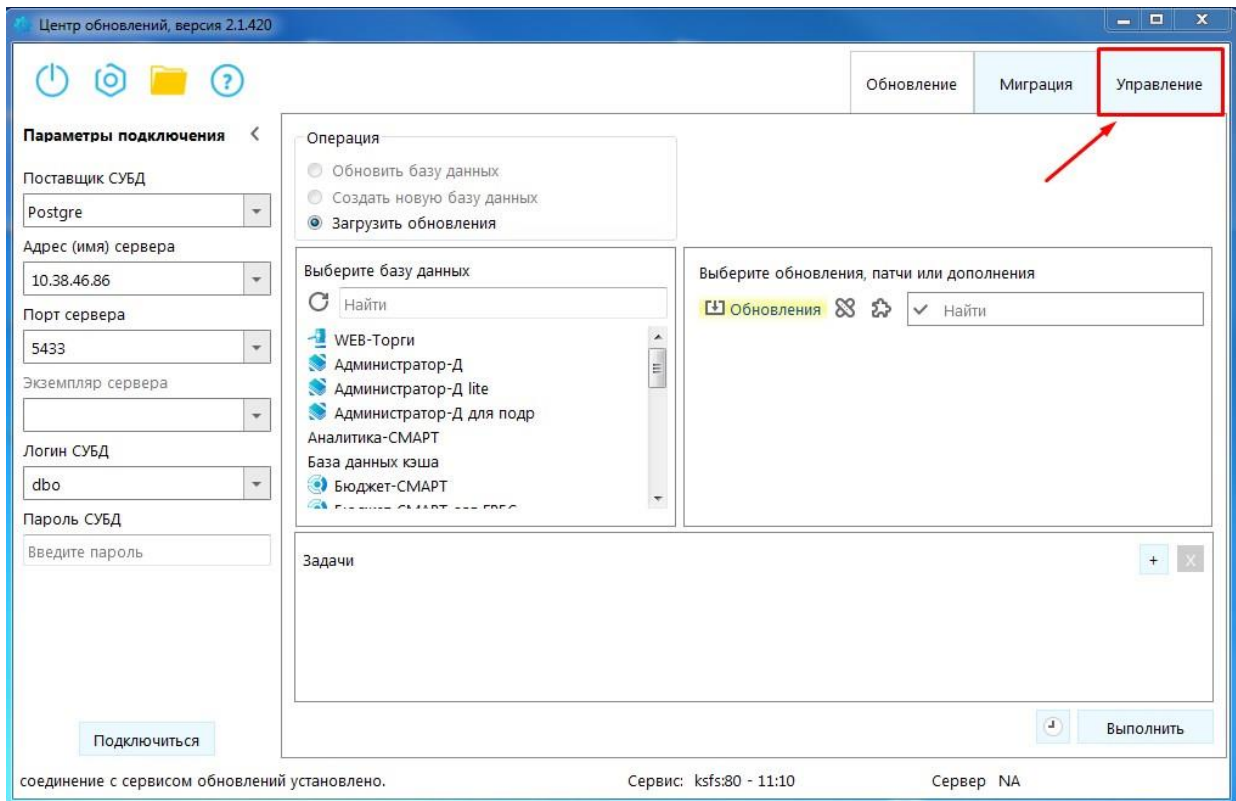 Центр обновлений, версия 2.1.420
Обновление
Миграция
Управление
Параметры подключения
Поставщик СУБД
Postgre
Адрес (имя) сервера
10.38.46.86
Порт сервера
5433
Экземпляр сервера
Логин СУБД
dbo
Пароль СУБД
Введите пароль
Подключиться
Операция
Обновить базу данных
Создать новую базу данных
Загрузить обновления
Выберите базу данных
Найти
WEB-Торги
Администратор-Д
Администратор-Д lite
Администратор-Д для подр
Аналитика-СМАРТ
База данных кэша
Бюджет-СМАРТ
Выберите обновления, патчи или дополнения
Обновления
Найти
Задачи
+ X
Выполнить
соединение с сервисом обновлений установлено.
Сервис: ksfs:80 - 11:10
Сервер NA